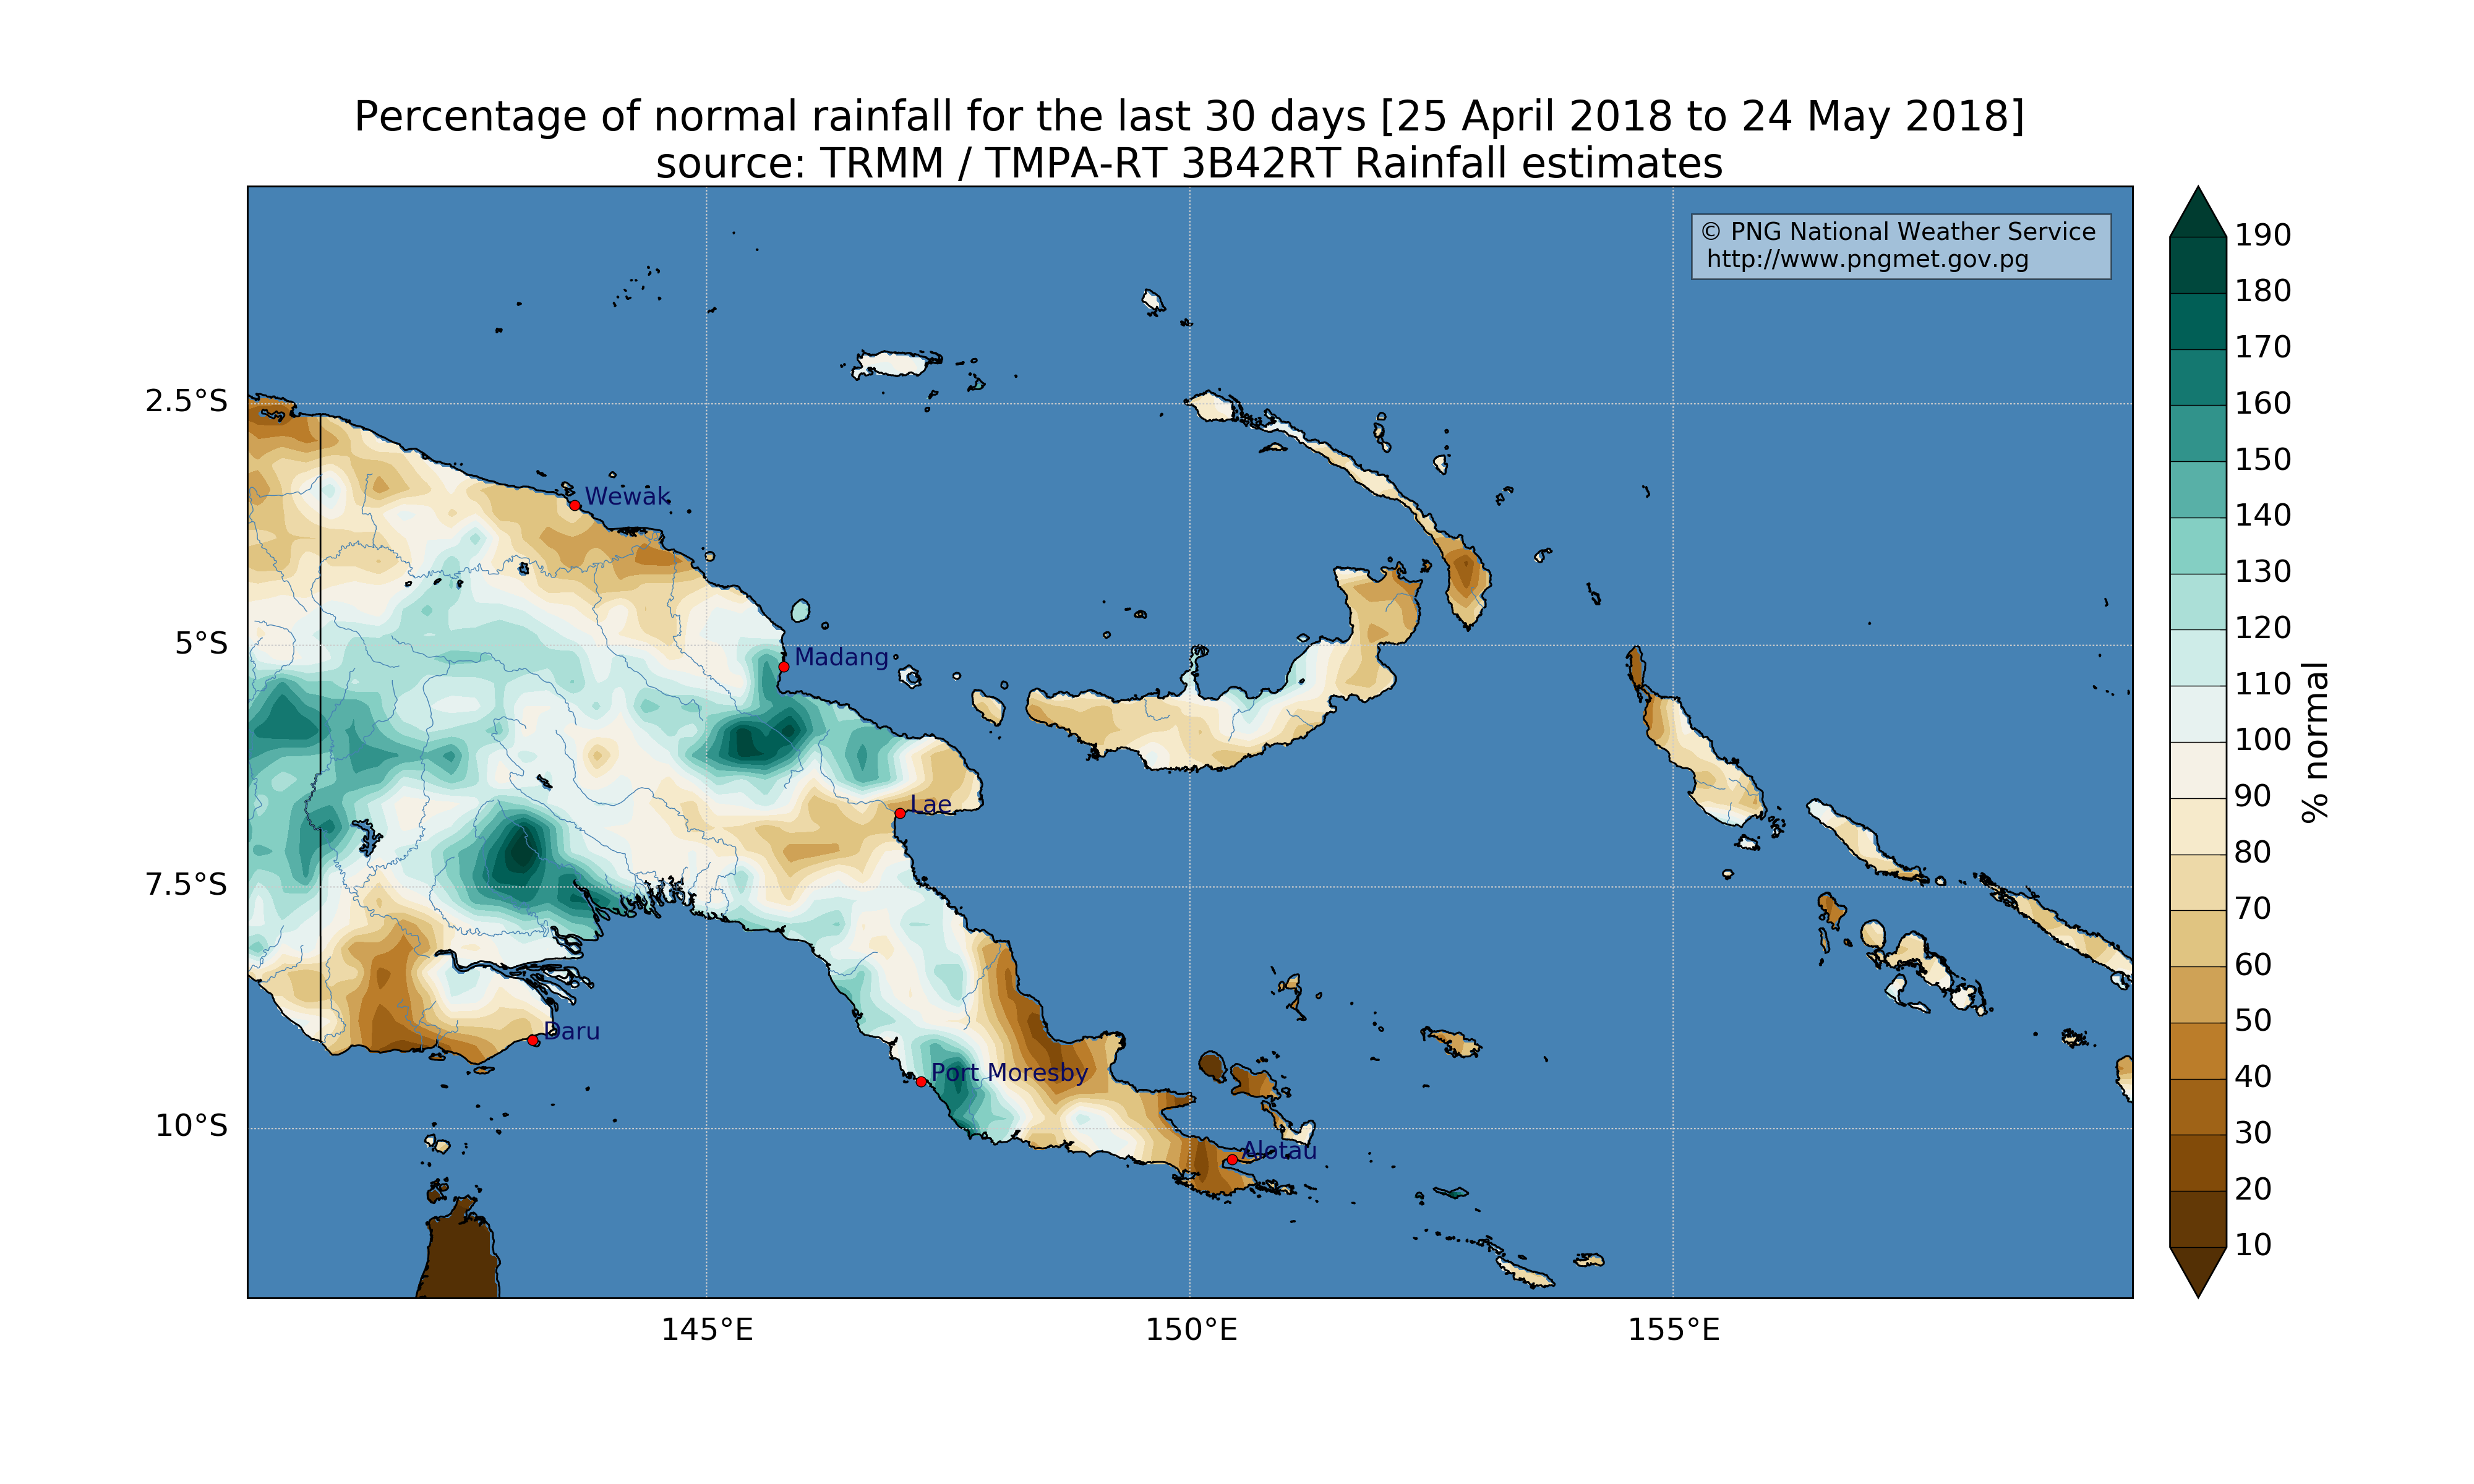 Percentage of normal rainfall for the last 30 days [25 April 2018 to 24 May 2018]
source: TRMM / TMPA-RT 3B42RT Rainfall estimates
© PNG National Weather Service
http://www.pngmet.gov.pg
2.5°S
5°S
7.5°S
10°S
Wewak
Madang
Lae
Daru
Port Moresby
Alotau
145°E
150°E
155°E
190
180
170
160
150
140
130
120
110
100
90
80
70
60
50
40
30
20
10
% normal